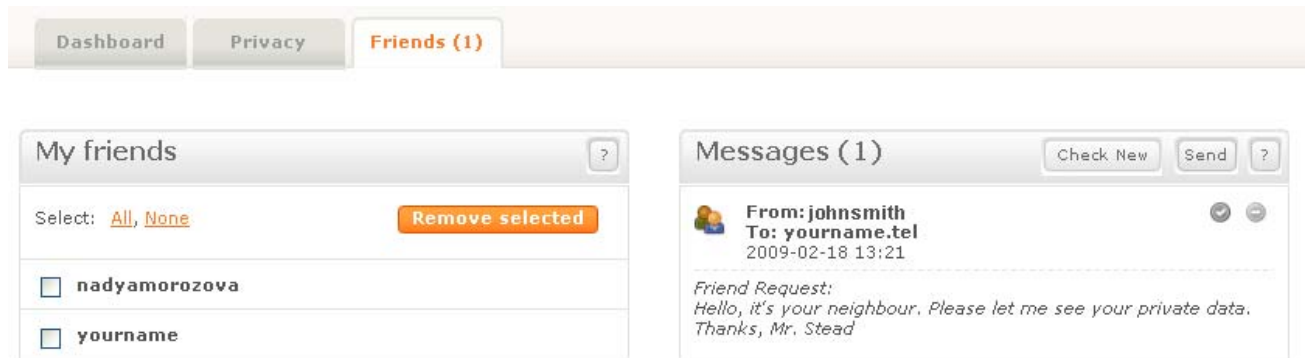 Dashboard Privacy Friends (1)
My friends ?
Select: All, None Remove selected
nadyamorozova
yourname
Messages (1) Check New Send ?
From: johnsmith
To: yourname.tel
2009-02-18 13:21
Friend Request:
Hello, it's your neighbour. Please let me see your private data.
Thanks, Mr. Stead